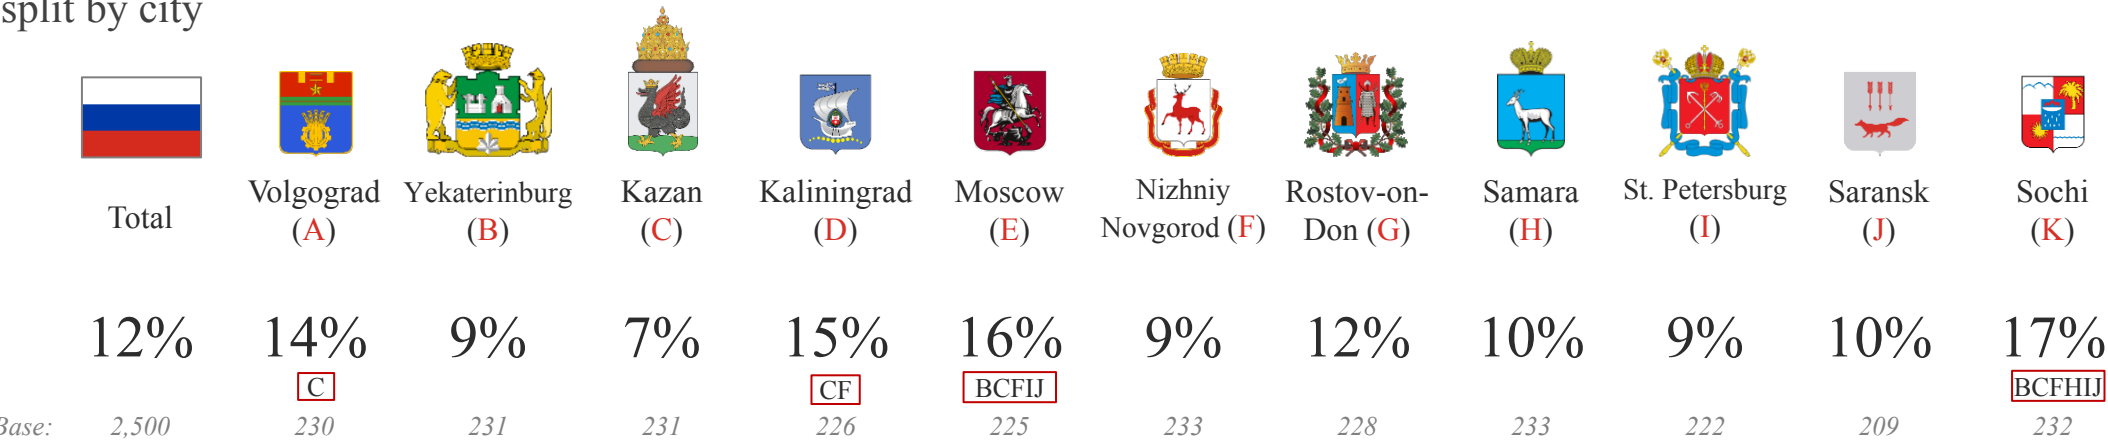 split by city
Total
Volgograd (A)
Yekaterinburg (B)
Kazan (C)
Kaliningrad (D)
Moscow (E)
Nizhniy Novgorod (F)
Rostov-on-Don (G)
Samara (H)
St. Petersburg (I)
Saransk (J)
Sochi (K)
12% 14% 9% 7% 15% 16% 9% 12% 10% 9% 10% 17%
C CF BCFIJ BCFHIJ
Base: 2,500 230 231 231 226 225 233 228 233 222 209 232